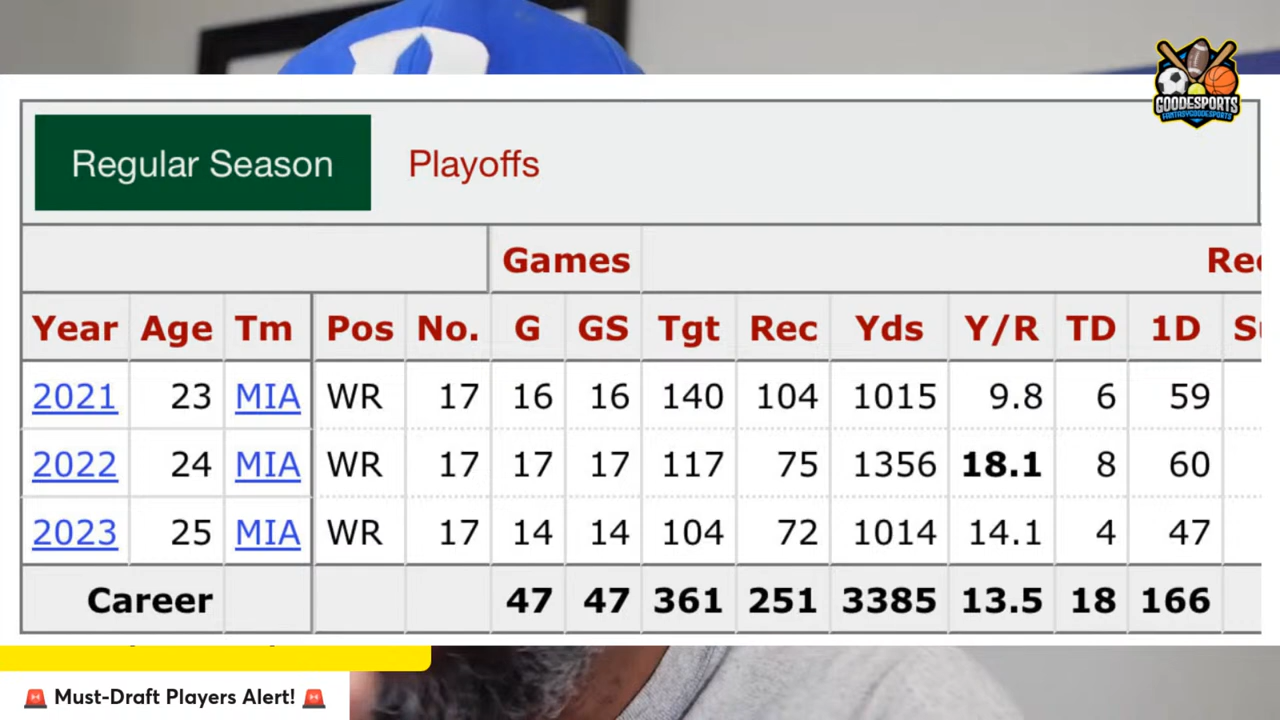 GOODESPORTS
FANTASYGOODESPORTS
Regular Season Playoffs
Games
Year Age Tm Pos No. G GS Tgt Rec Yds Y/R TD 1D
2021 23 MIA WR 17 16 16 140 104 1015 9.8 6 59
2022 24 MIA WR 17 17 17 117 75 1356 18.1 8 60
2023 25 MIA WR 17 14 14 104 72 1014 14.1 4 47
Career 47 47 361 251 3385 13.5 18 166
🚨 Must-Draft Players Alert! 🚨